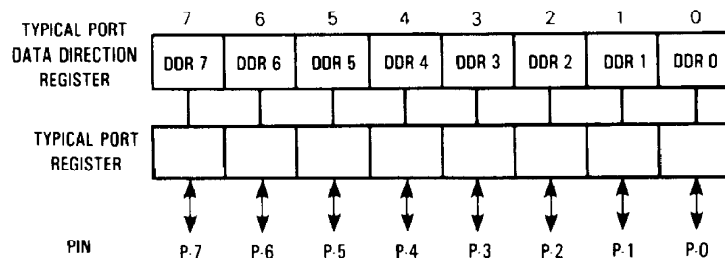 7 6 5 4 3 2 1 0
TYPICAL PORT
DATA DIRECTION
REGISTER
DDR 7 DDR 6 DDR 5 DDR 4 DDR 3 DDR 2 DDR 1 DDR 0
TYPICAL PORT
REGISTER
PIN P-7 P-6 P-5 P-4 P-3 P-2 P-1 P-0